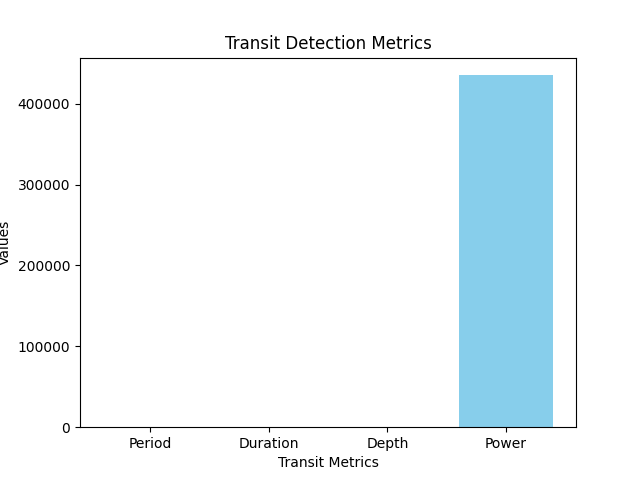 Transit Detection Metrics
Values
400000
300000
200000
100000
0
Period Duration Depth Power
Transit Metrics